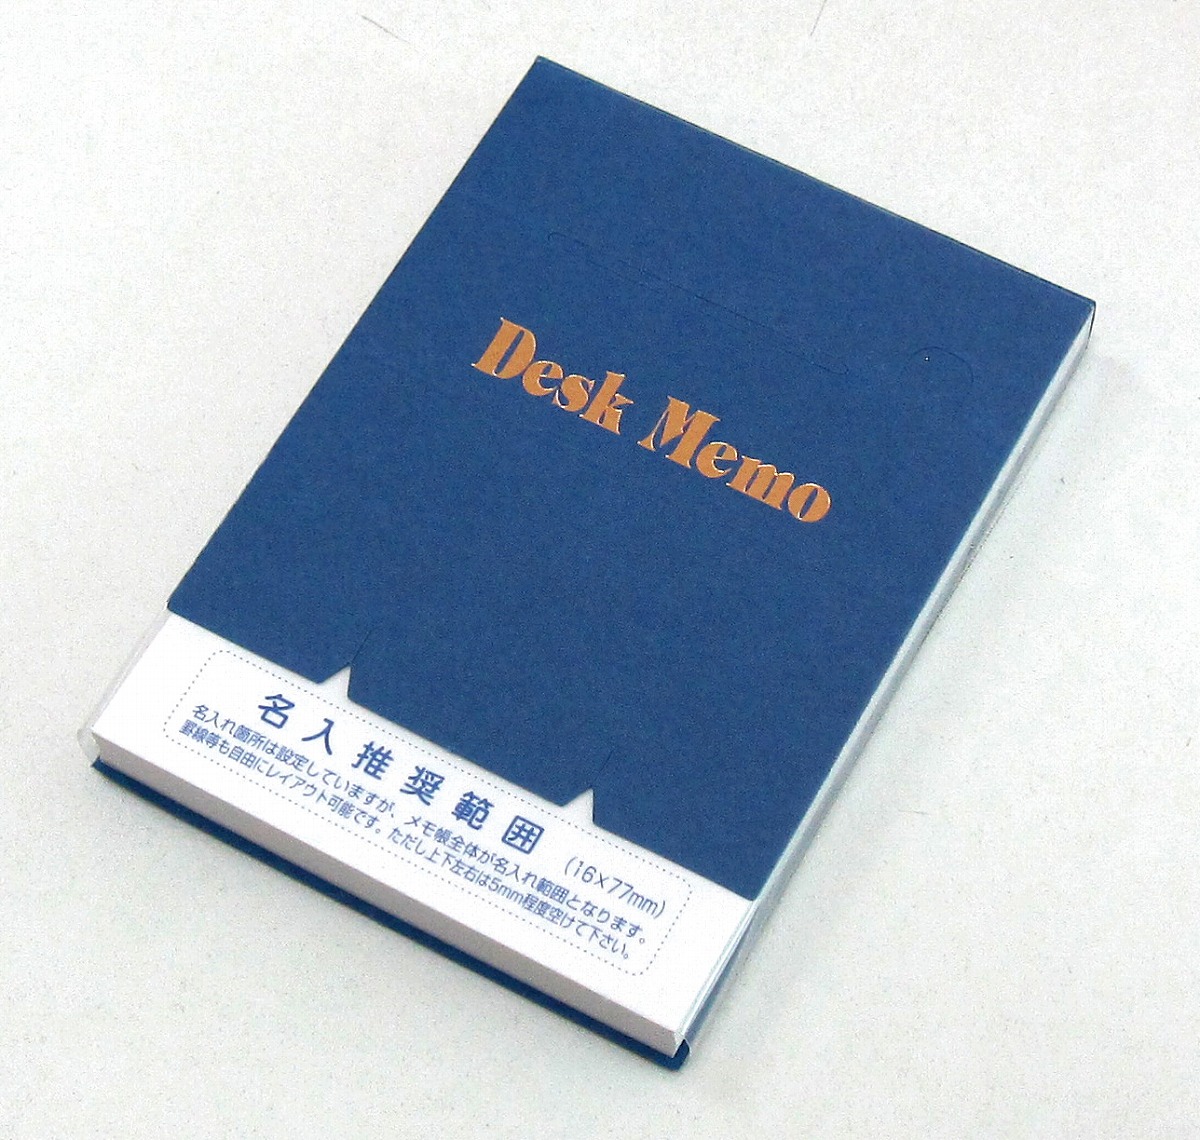 Desk Memo
名入推奨範囲 (16×77mm)
名入れ箇所は設定していますが、メモ帳全体が名入れ範囲となります。
罫線等も自由にレイアウト可能です。ただし上下左右は5mm程度空けて下さい。